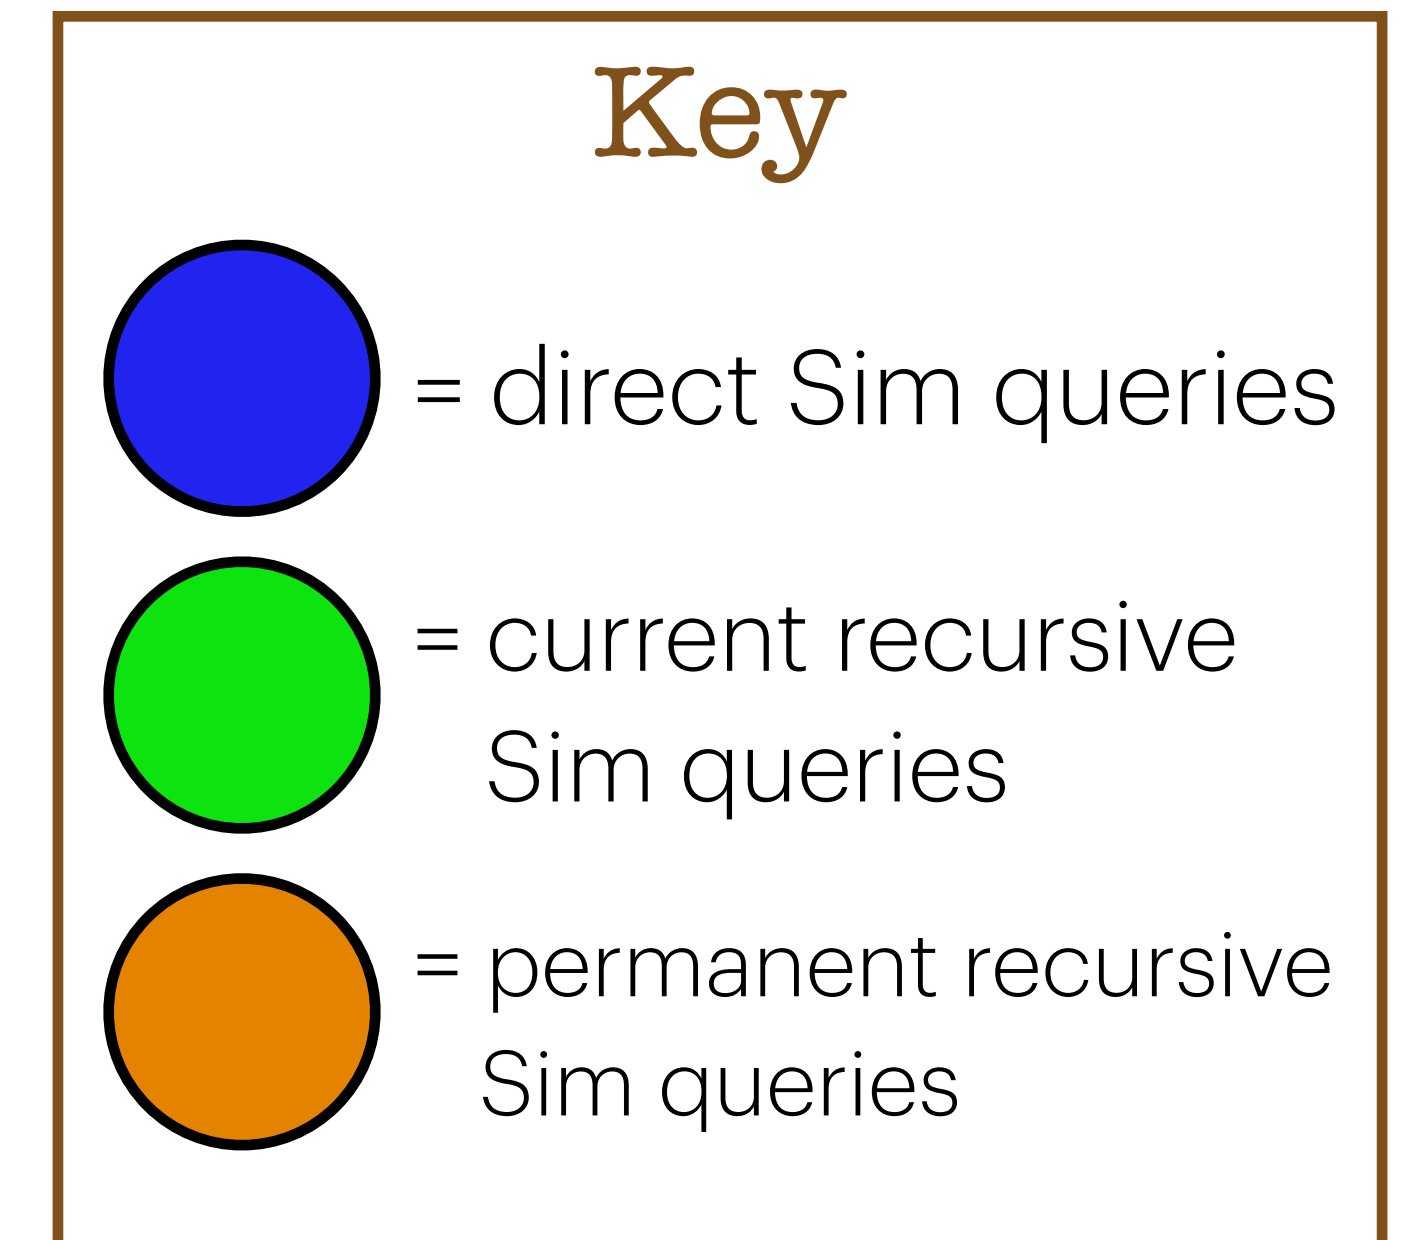 Key
= direct Sim queries
= current recursive
Sim queries
= permanent recursive
Sim queries